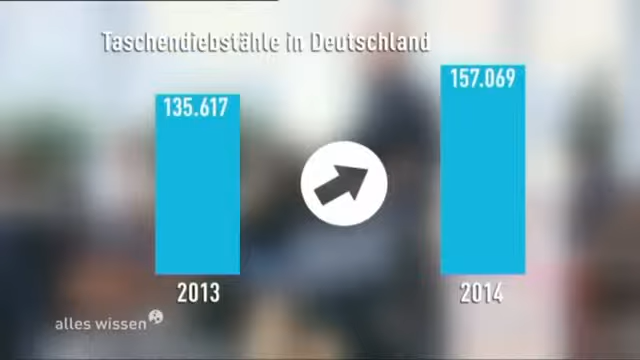 Taschendiebstähle in Deutschland
135.617
157.069
2013
2014
alles wissen